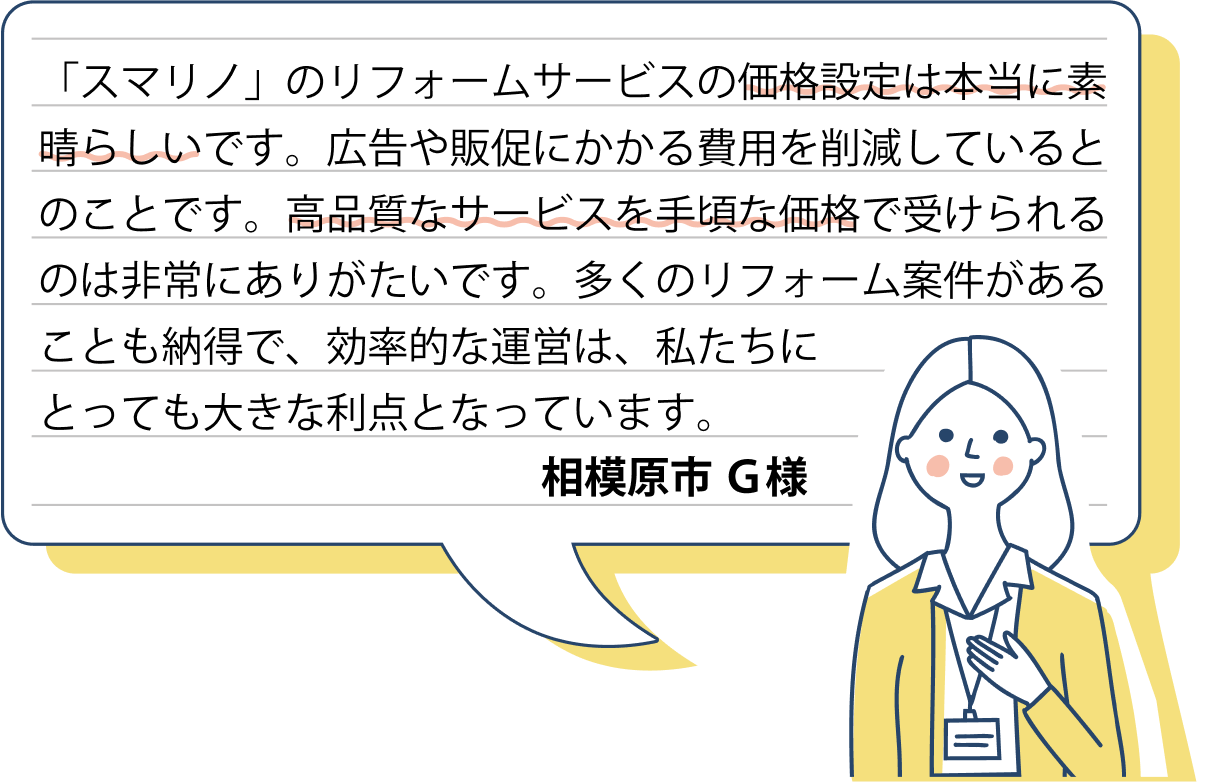 「スマリノ」のリフォームサービスの価格設定は本当に素
晴らしいです。広告や販促にかかる費用を削減していると
のことです。高品質なサービスを手頃な価格で受けられる
のは非常にありがたいです。多くのリフォーム案件がある
ことも納得で、効率的な運営は、私たちに
とっても大きな利点となっています。
相模原市 G様